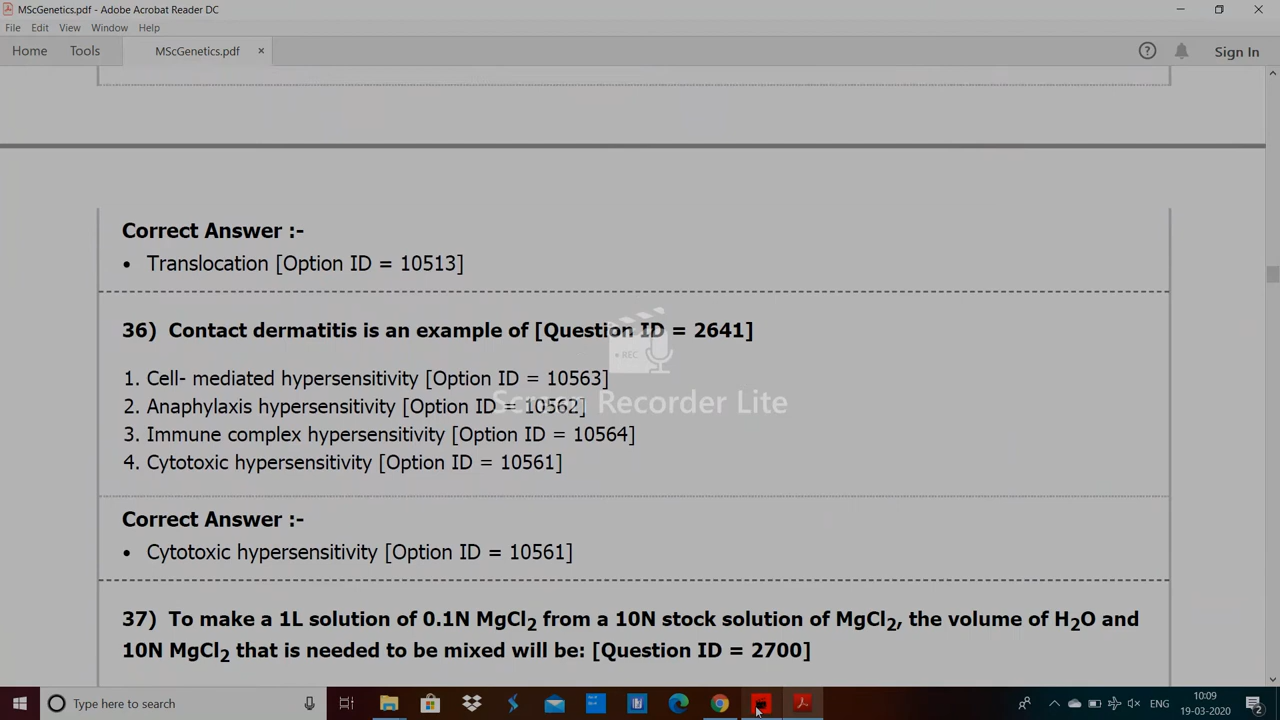 MScGenetics.pdf - Adobe Acrobat Reader DC
File Edit View Window Help
Home Tools MScGenetics.pdf × Sign In
Correct Answer :-
• Translocation [Option ID = 10513]
36) Contact dermatitis is an example of [Question ID = 2641]
1. Cell- mediated hypersensitivity [Option ID = 10563]
2. Anaphylaxis hypersensitivity [Option ID = 10562]
3. Immune complex hypersensitivity [Option ID = 10564]
4. Cytotoxic hypersensitivity [Option ID = 10561]
• REC
Screen Recorder Lite
Correct Answer :-
• Cytotoxic hypersensitivity [Option ID = 10561]
37) To make a 1L solution of 0.1N MgCl₂ from a 10N stock solution of MgCl₂, the volume of H₂O and
10N MgCl₂ that is needed to be mixed will be: [Question ID = 2700]
Type here to search
ENG
10:09
19-03-2020
2